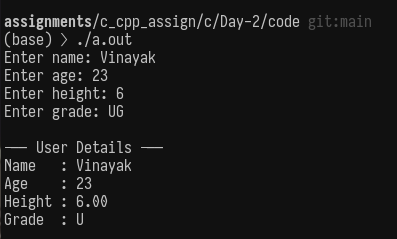 assignments/c_cpp_assign/c/Day-2/code git:main
(base) > ./a.out
Enter name: Vinayak
Enter age: 23
Enter height: 6
Enter grade: UG
─── User Details ───
Name   : Vinayak
Age    : 23
Height : 6.00
Grade  : U